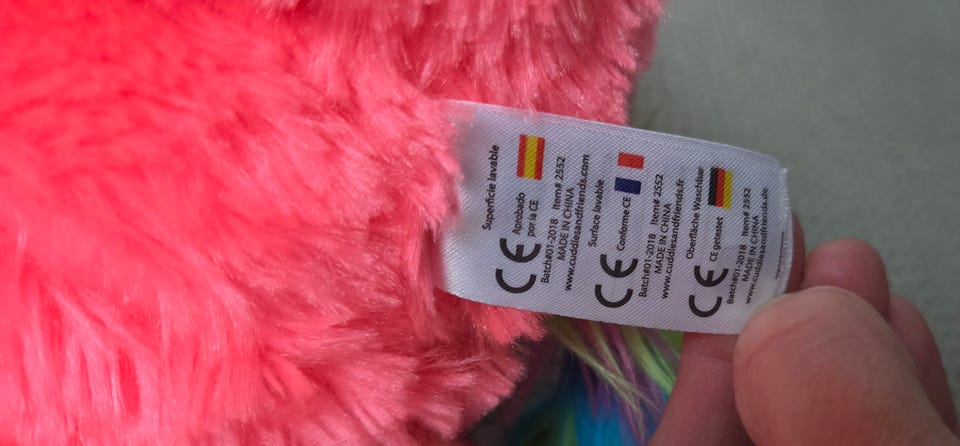 Superficie lavable
CE Aprobado
por la CE
Batch#01-2018 Item# 2552
MADE IN CHINA
www.cuddlesandfriends.com
Surface lavable
CE Conforme CE
Batch#01-2018 Item# 2552
MADE IN CHINA
www.cuddlesandfriends.fr
Oberfläche Waschbar
CE CE getestet
Batch#01-2018 Item# 2552
MADE IN CHINA
www.cuddlesandfriends.de